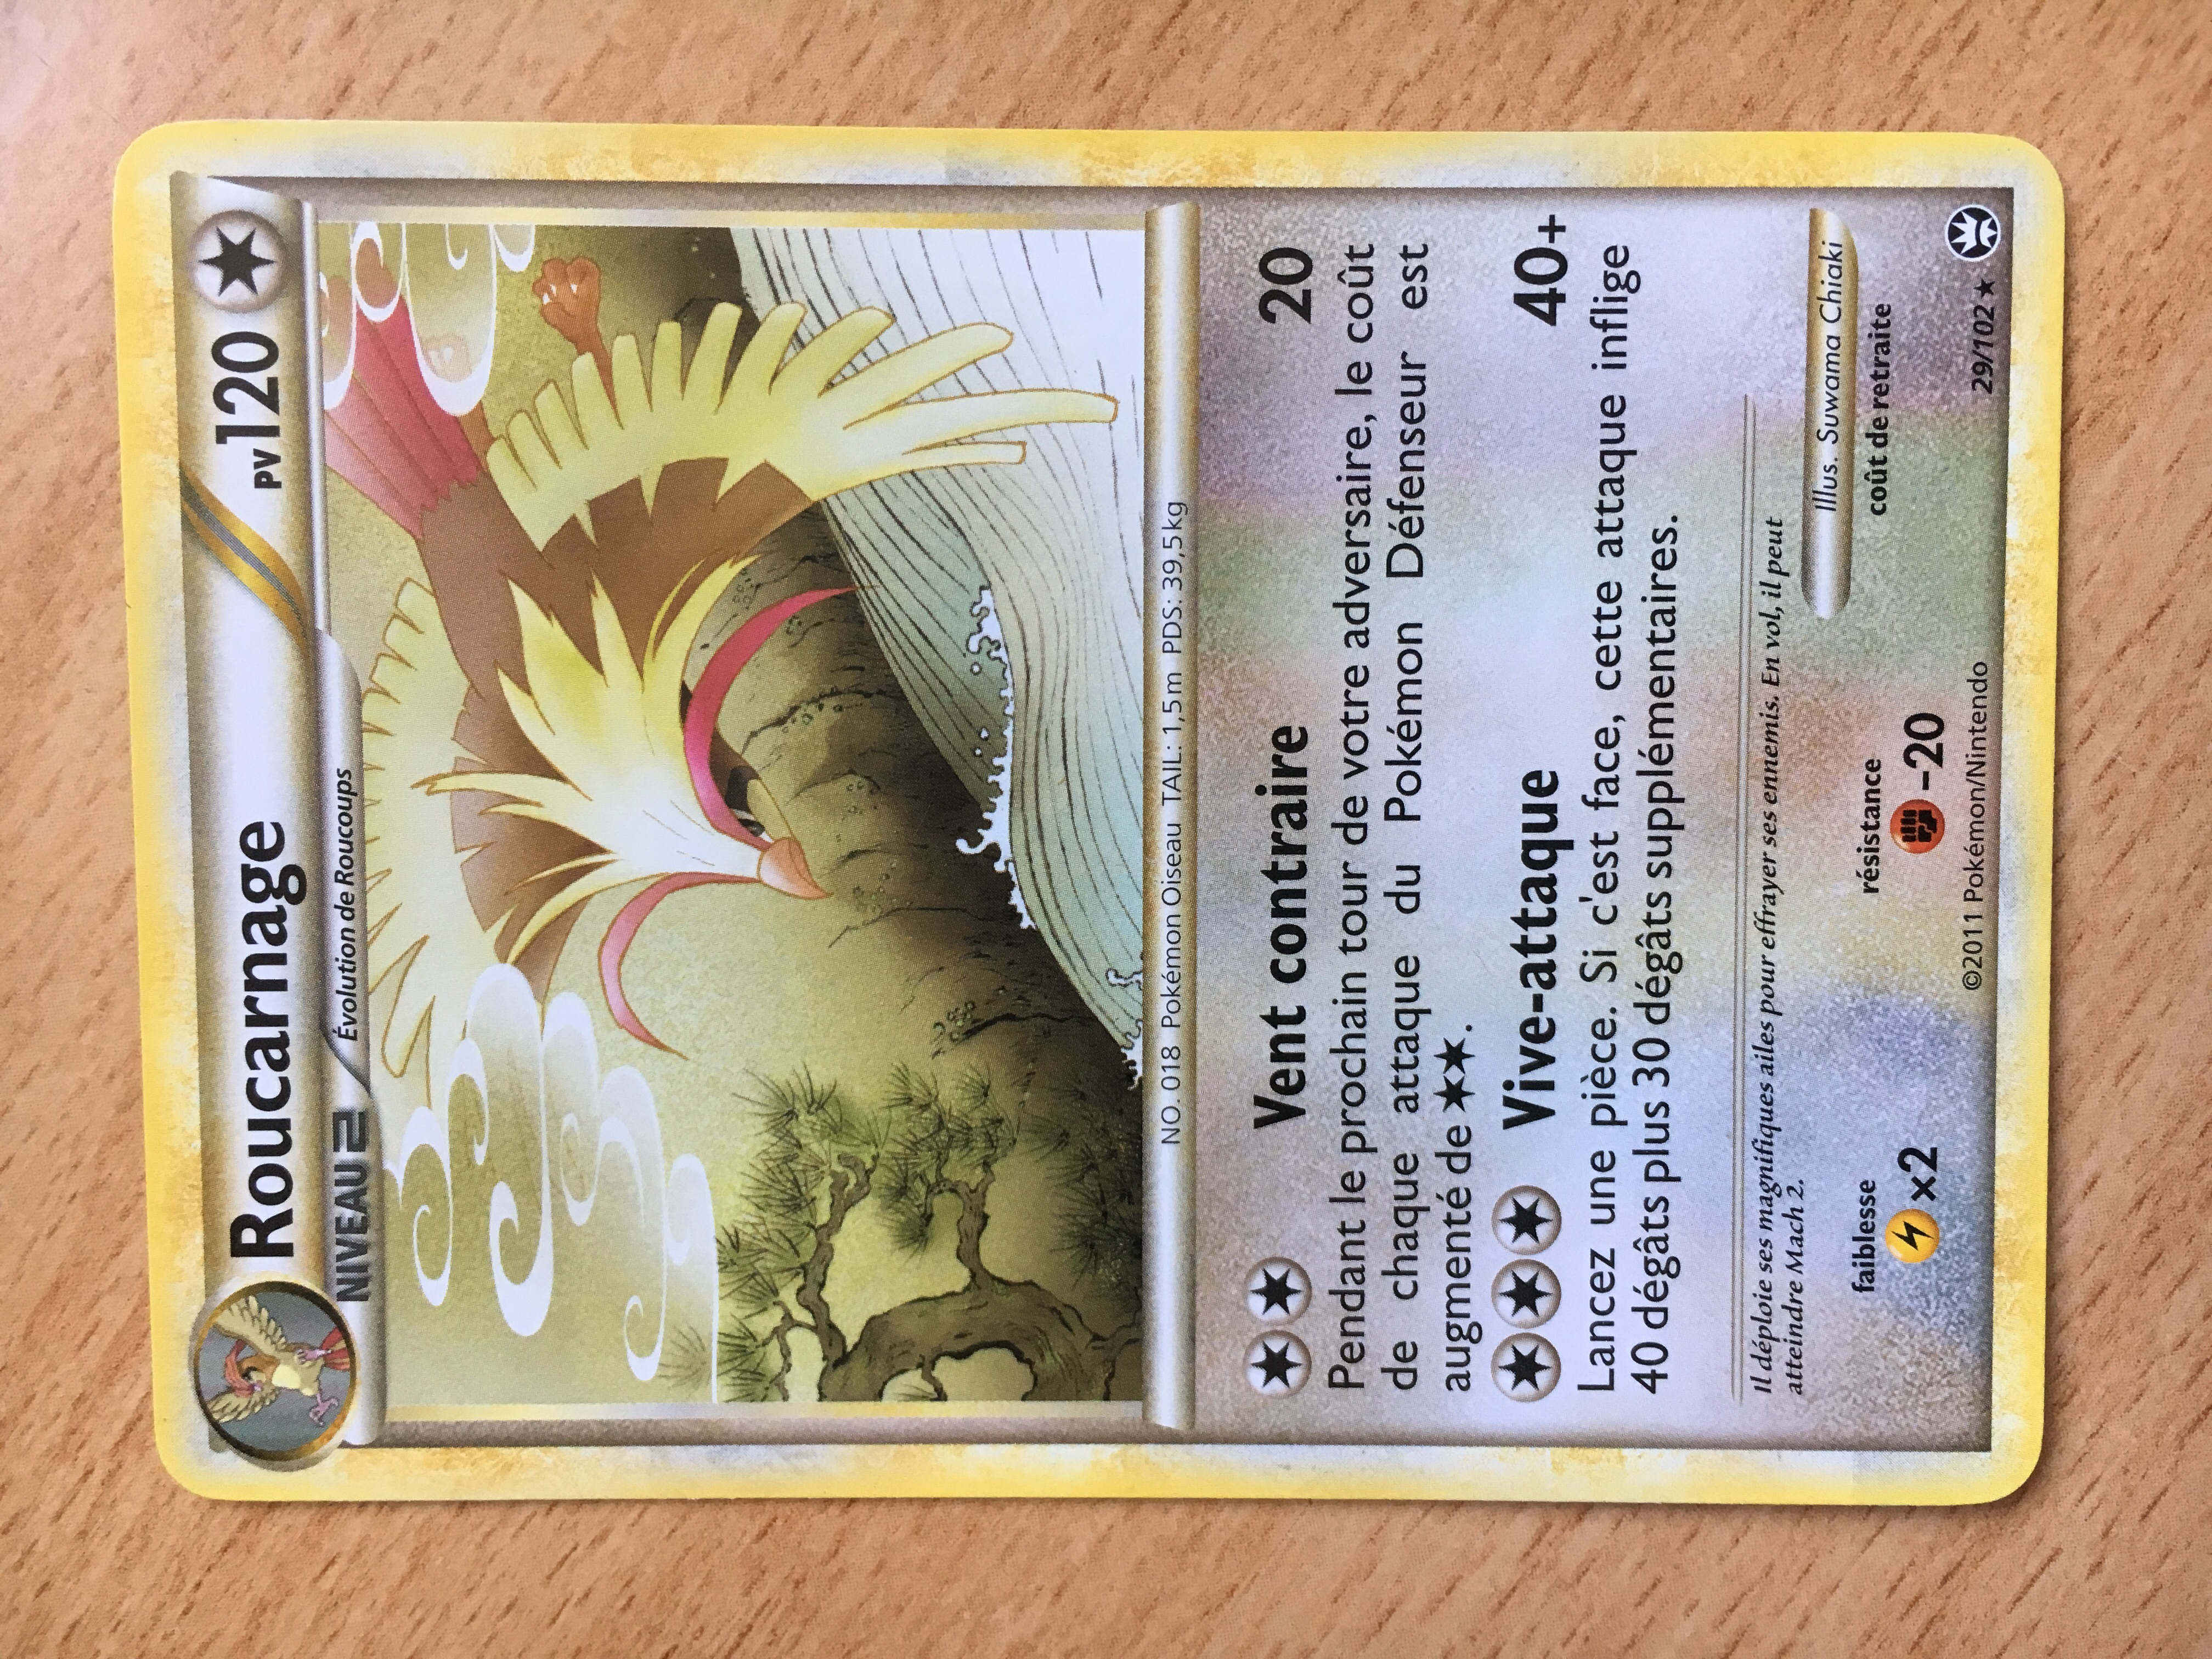 Roucarnage
PV120
NIVEAU 2
Évolution de Roucoups
NO. 018 Pokémon Oiseau TAIL: 1,5m PDS: 39,5kg
Vent contraire 20
Pendant le prochain tour de votre adversaire, le coût
de chaque attaque du Pokémon Défenseur est
augmenté de ✶✶.
Vive-attaque 40+
Lancez une pièce. Si c'est face, cette attaque inflige
40 dégâts plus 30 dégâts supplémentaires.
Il déploie ses magnifiques ailes pour effrayer ses ennemis. En vol, il peut
atteindre Mach 2.
Illus. Suwama Chiaki
faiblesse
x2
résistance
-20
coût de retraite
©2011 Pokémon/Nintendo
29/102 ★